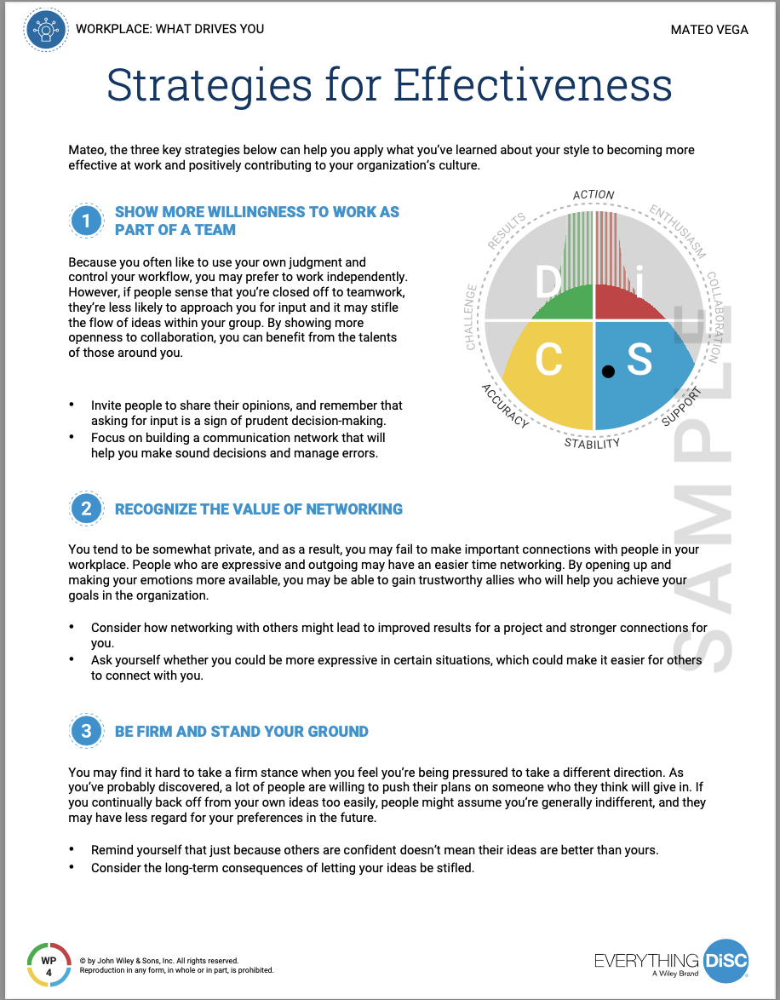 WORKPLACE: WHAT DRIVES YOU
MATEO VEGA
Strategies for Effectiveness
Mateo, the three key strategies below can help you apply what you’ve learned about your style to becoming more
effective at work and positively contributing to your organization’s culture.
1
SHOW MORE WILLINGNESS TO WORK AS
PART OF A TEAM
Because you often like to use your own judgment and
control your workflow, you may prefer to work independently.
However, if people sense that you’re closed off to teamwork,
they’re less likely to approach you for input and it may stifle
the flow of ideas within your group. By showing more
openness to collaboration, you can benefit from the talents
of those around you.
• Invite people to share their opinions, and remember that
asking for input is a sign of prudent decision-making.
• Focus on building a communication network that will
help you make sound decisions and manage errors.
ACTION
ENTHUSIASM
COLLABORATION
SUPPORT
STABILITY
ACCURACY
CHALLENGE
RESULTS
D
i
C
S
SAMPLE
2
RECOGNIZE THE VALUE OF NETWORKING
You tend to be somewhat private, and as a result, you may fail to make important connections with people in your
workplace. People who are expressive and outgoing may have an easier time networking. By opening up and
making your emotions more available, you may be able to gain trustworthy allies who will help you achieve your
goals in the organization.
• Consider how networking with others might lead to improved results for a project and stronger connections for
you.
• Ask yourself whether you could be more expressive in certain situations, which could make it easier for others
to connect with you.
3
BE FIRM AND STAND YOUR GROUND
You may find it hard to take a firm stance when you feel you’re being pressured to take a different direction. As
you’ve probably discovered, a lot of people are willing to push their plans on someone who they think will give in. If
you continually back off from your own ideas too easily, people might assume you’re generally indifferent, and they
may have less regard for your preferences in the future.
• Remind yourself that just because others are confident doesn’t mean their ideas are better than yours.
• Consider the long-term consequences of letting your ideas be stifled.
WP
4
© by John Wiley & Sons, Inc. All rights reserved.
Reproduction in any form, in whole or in part, is prohibited.
EVERYTHING DiSC
A Wiley Brand